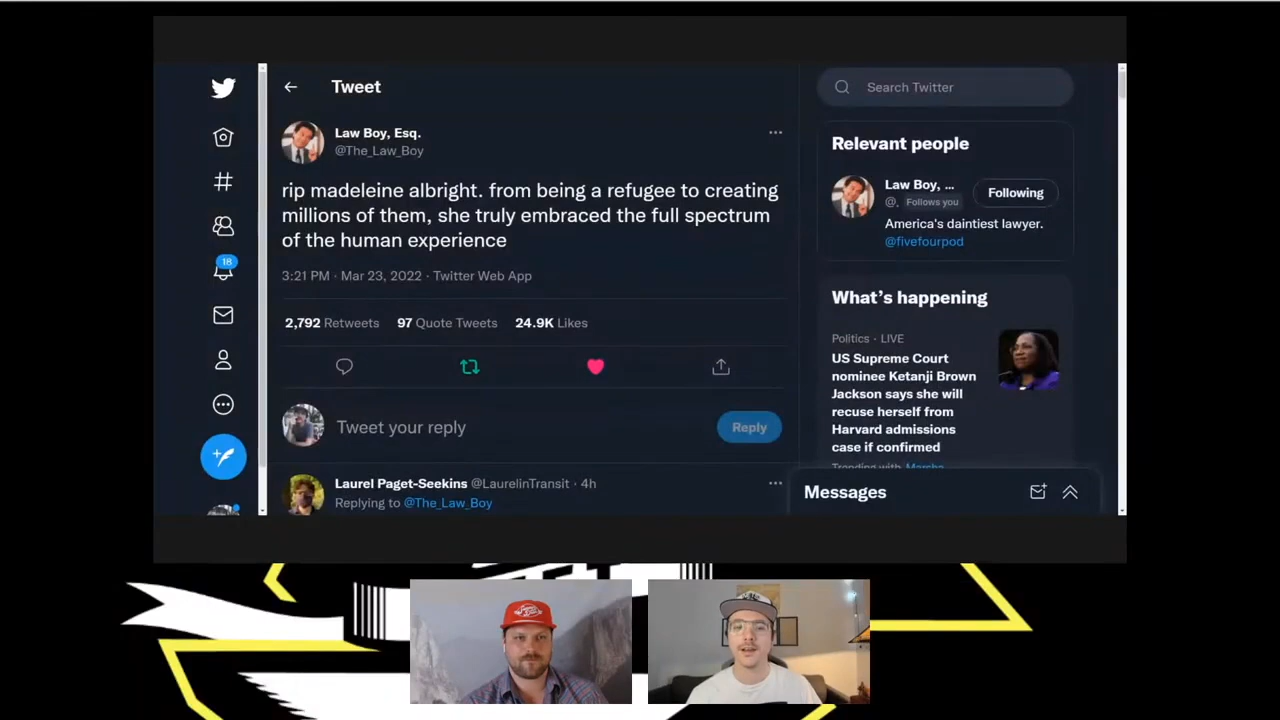 Tweet
Search Twitter
Law Boy, Esq.
@The_Law_Boy
rip madeleine albright. from being a refugee to creating
millions of them, she truly embraced the full spectrum
of the human experience
3:21 PM · Mar 23, 2022 · Twitter Web App
2,792 Retweets 97 Quote Tweets 24.9K Likes
Tweet your reply
Reply
Laurel Paget-Seekins @LaurelinTransit · 4h
Replying to @The_Law_Boy
18
Relevant people
Law Boy, ...
@. Follows you
Following
America's daintiest lawyer.
@fivefourpod
What's happening
Politics · LIVE
US Supreme Court
nominee Ketanji Brown
Jackson says she will
recuse herself from
Harvard admissions
case if confirmed
Trending with Marsha
Messages